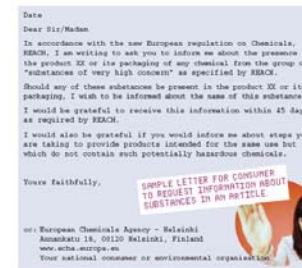 Date
Dear Sir/Madam
In accordance with the new European regulation on Chemicals,
REACH, I am writing to ask you to inform me about the presence
the product XX or its packaging of any chemical from the group o
"substances of very high concern" as specified by REACH.
Should any of these substances be present in the product XX or it
packaging, I wish to be informed about the name of this substance
I would be grateful to receive this information within 45 day
as required by REACH.
I would also be grateful if you would inform me about steps y
are taking to provide products intended for the same use but
which do not contain such potentially hazardous chemicals.
Yours faithfully,
SAMPLE LETTER FOR CONSUMER
TO REQUEST INFORMATION ABOUT
SUBSTANCES IN AN ARTICLE.
cc: European Chemicals Agency - Helsinki
Annankatu 18, 00120 Helsinki, Finland
www.echa.europa.eu
Your national consumer or environmental organisation